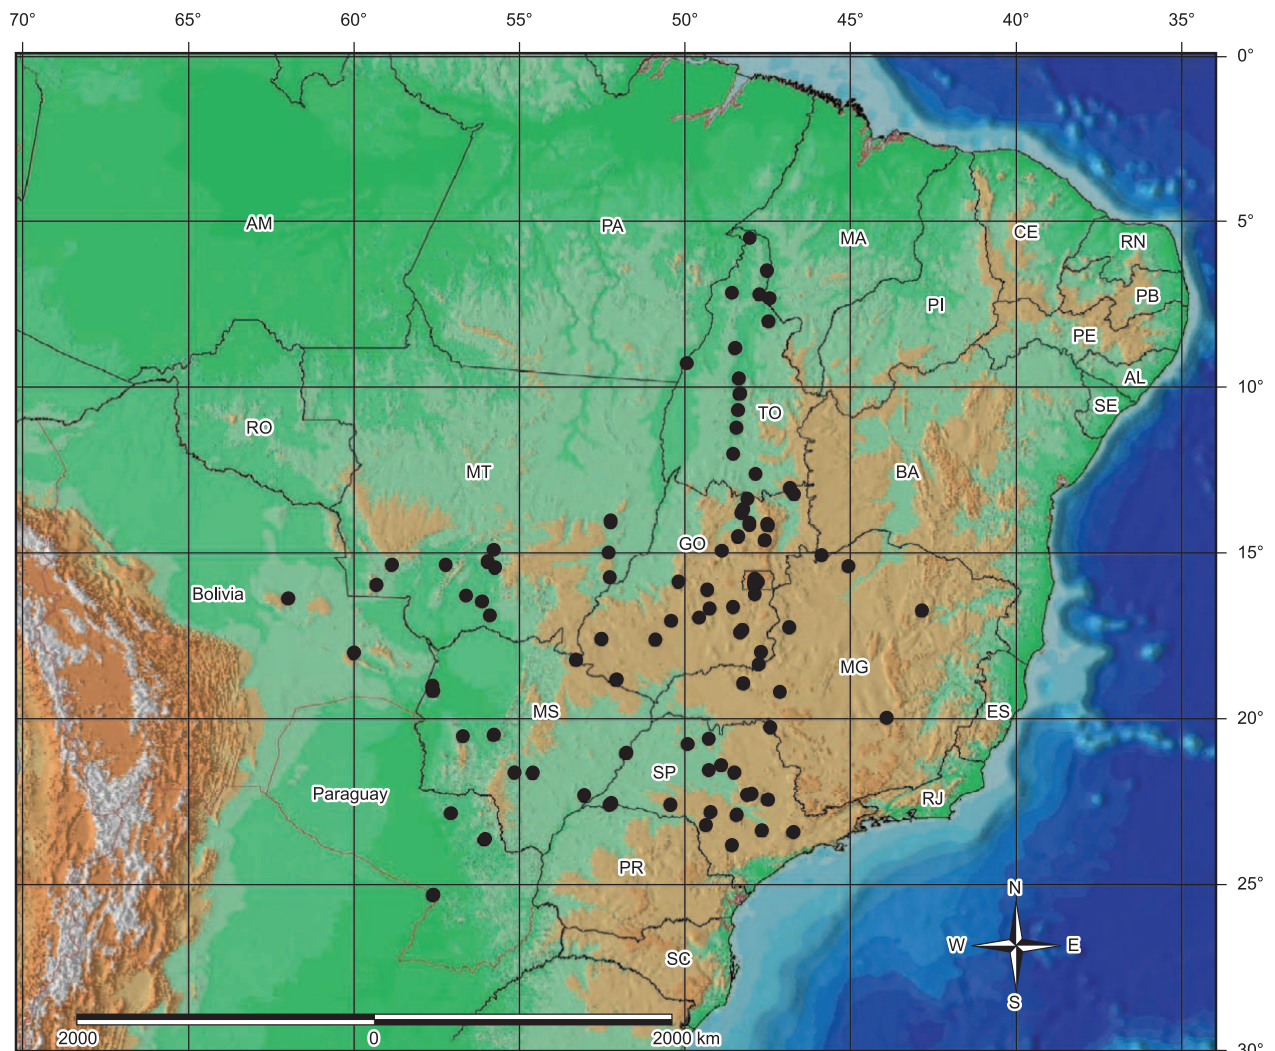 70° 65° 60° 55° 50° 45° 40° 35°
0°
5°
AM PA MA CE RN
PI PB
PE
AL
10°
TO SE
RO MT BA
GO 15°
Bolivia
MG
MS ES 20°
SP
Paraguay RJ
PR
25°
N
W E
SC
S
2000 0 2000 km
30°